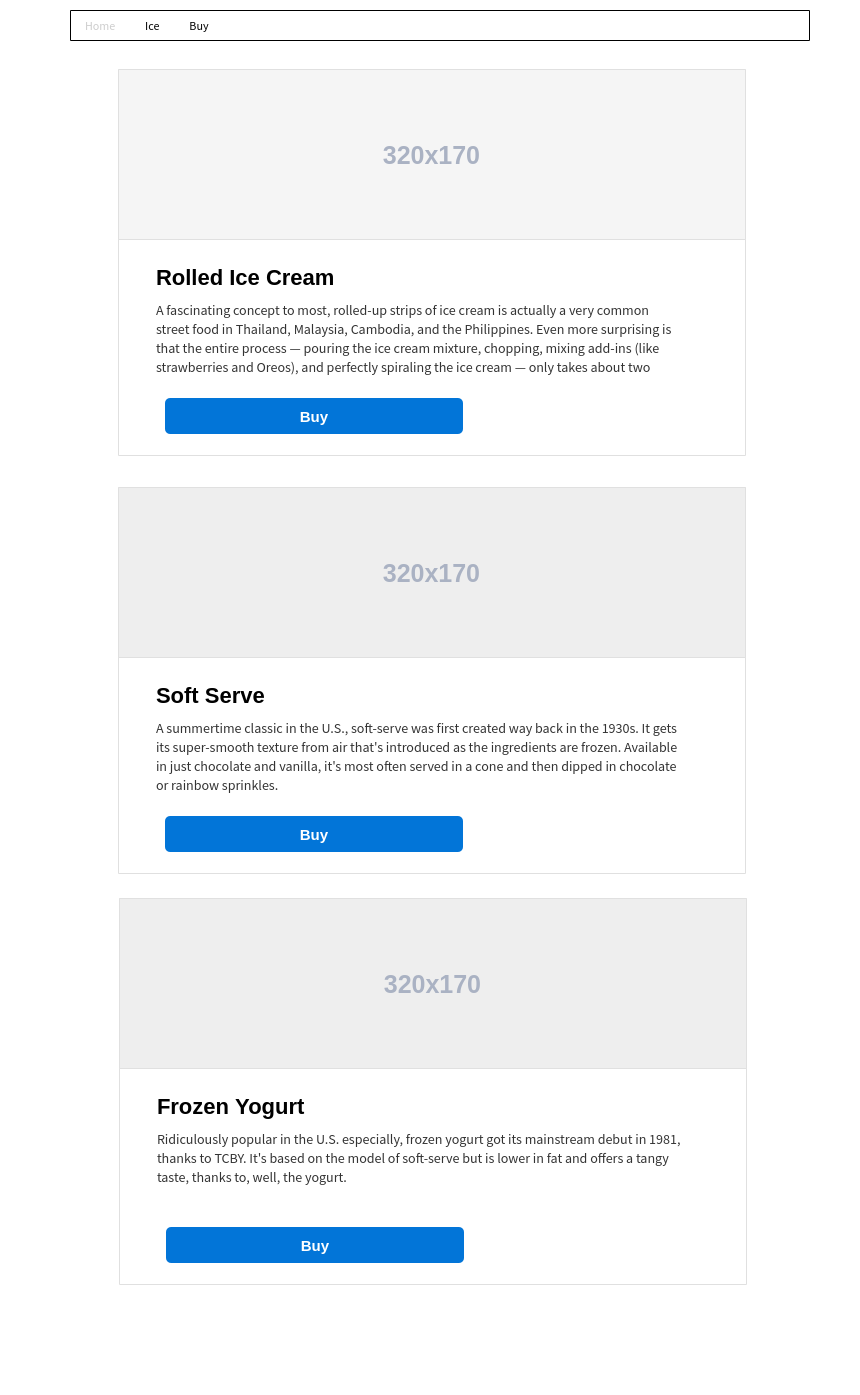 Home Ice Buy
320x170
Rolled Ice Cream
A fascinating concept to most, rolled-up strips of ice cream is actually a very common
street food in Thailand, Malaysia, Cambodia, and the Philippines. Even more surprising is
that the entire process — pouring the ice cream mixture, chopping, mixing add-ins (like
strawberries and Oreos), and perfectly spiraling the ice cream — only takes about two
Buy
320x170
Soft Serve
A summertime classic in the U.S., soft-serve was first created way back in the 1930s. It gets
its super-smooth texture from air that's introduced as the ingredients are frozen. Available
in just chocolate and vanilla, it's most often served in a cone and then dipped in chocolate
or rainbow sprinkles.
Buy
320x170
Frozen Yogurt
Ridiculously popular in the U.S. especially, frozen yogurt got its mainstream debut in 1981,
thanks to TCBY. It's based on the model of soft-serve but is lower in fat and offers a tangy
taste, thanks to, well, the yogurt.
Buy